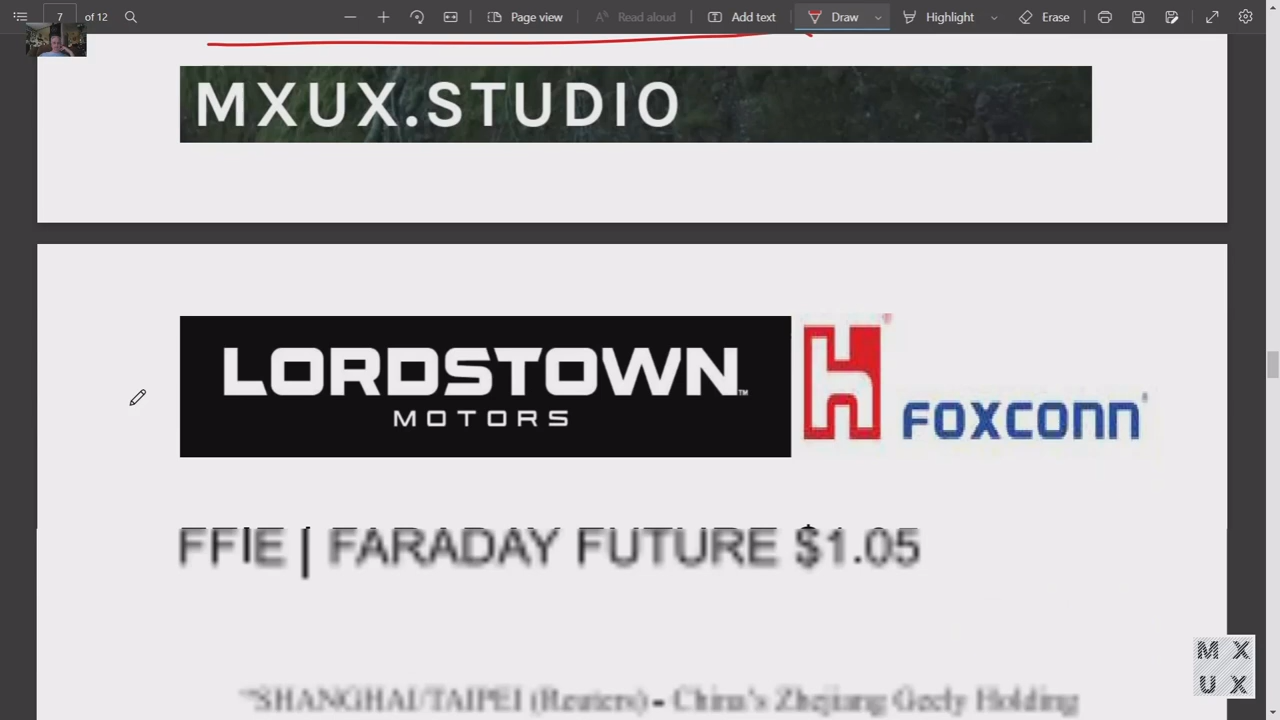 7 of 12 Page view Read aloud Add text Draw Highlight Erase
MXUX.STUDIO
LORDSTOWN™
MOTORS
h®
FOXCONN®
FFIE | FARADAY FUTURE $1.05
"SHANGHAI/TAIPEI (Reuters) - China's Zhejiang Geely Holding
M X
U X